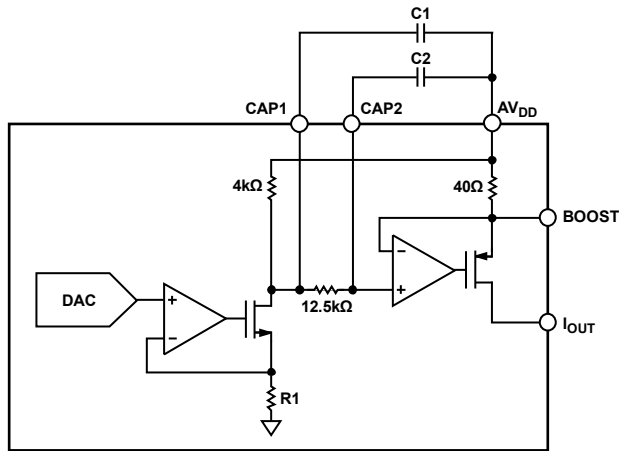 C1
C2
CAP1 CAP2 AVDD
4kΩ 40Ω
BOOST
DAC + − 12.5kΩ − +
IOUT
R1